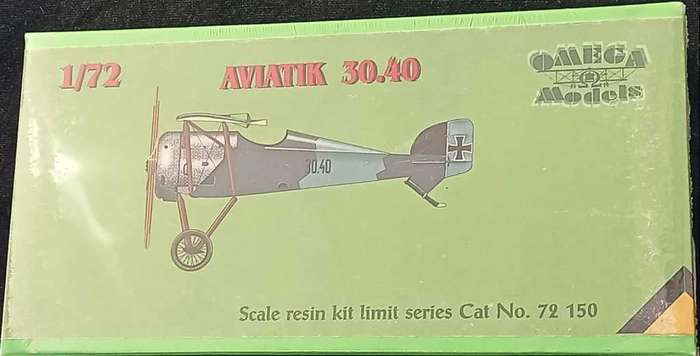 1/72
AVIATIK 30.40
OMEGA
Models
30.40
Scale resin kit limit series Cat No. 72 150